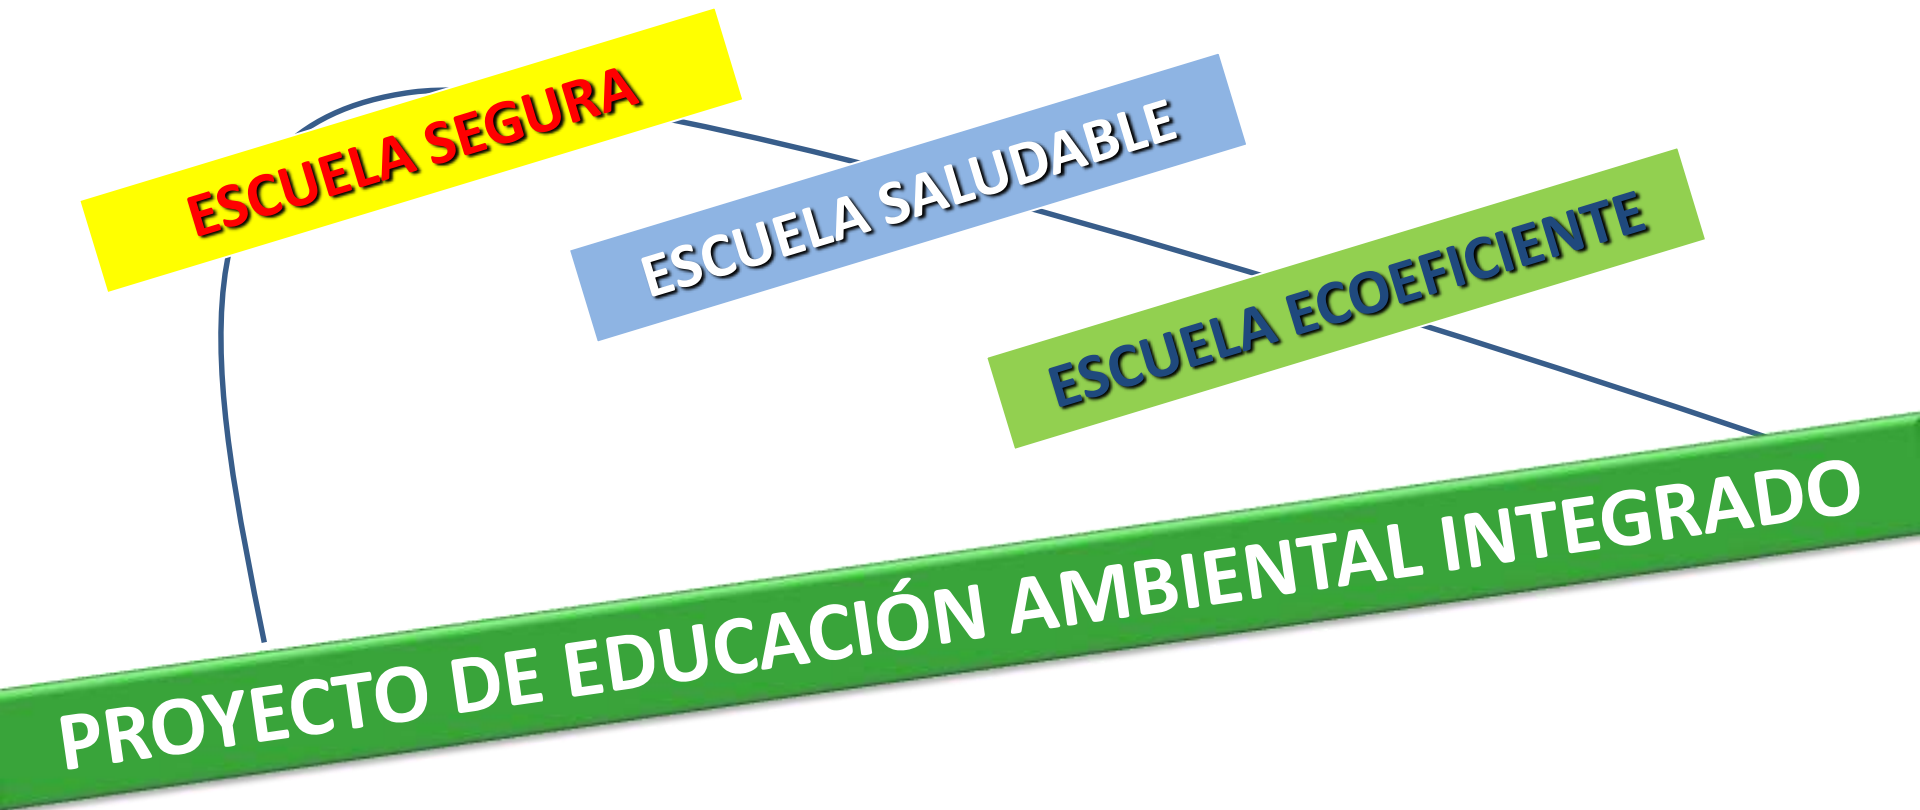 ESCUELA SEGURA
ESCUELA SALUDABLE
ESCUELA ECOEFICIENTE
PROYECTO DE EDUCACIÓN AMBIENTAL INTEGRADO